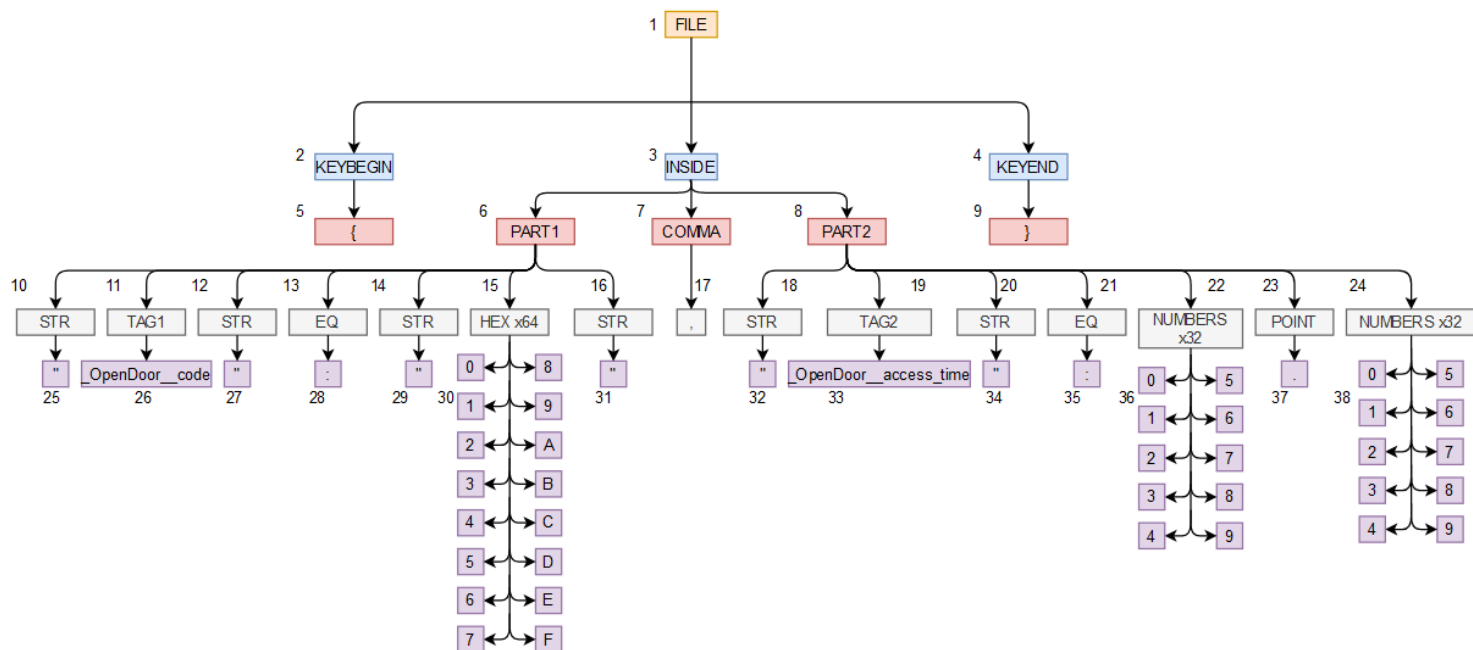 1 FILE
2 KEYBEGIN 3 INSIDE 4 KEYEND
5 { 6 PART1 7 COMMA 8 PART2 9 }
10 11 12 13 14 15 16 17 18 19 20 21 22 23 24
STR TAG1 STR EQ STR HEX x64 STR , STR TAG2 STR EQ NUMBERS x32 POINT NUMBERS x32
" _OpenDoor__code " : " 0 8 " " _OpenDoor__access_time " : 0 5 . 0 5
25 26 27 28 29 30 31 32 33 34 35 36 37 38
1 9 1 6 1 6
2 A 2 7 2 7
3 B 3 8 3 8
4 C 4 9 4 9
5 D
6 E
7 F